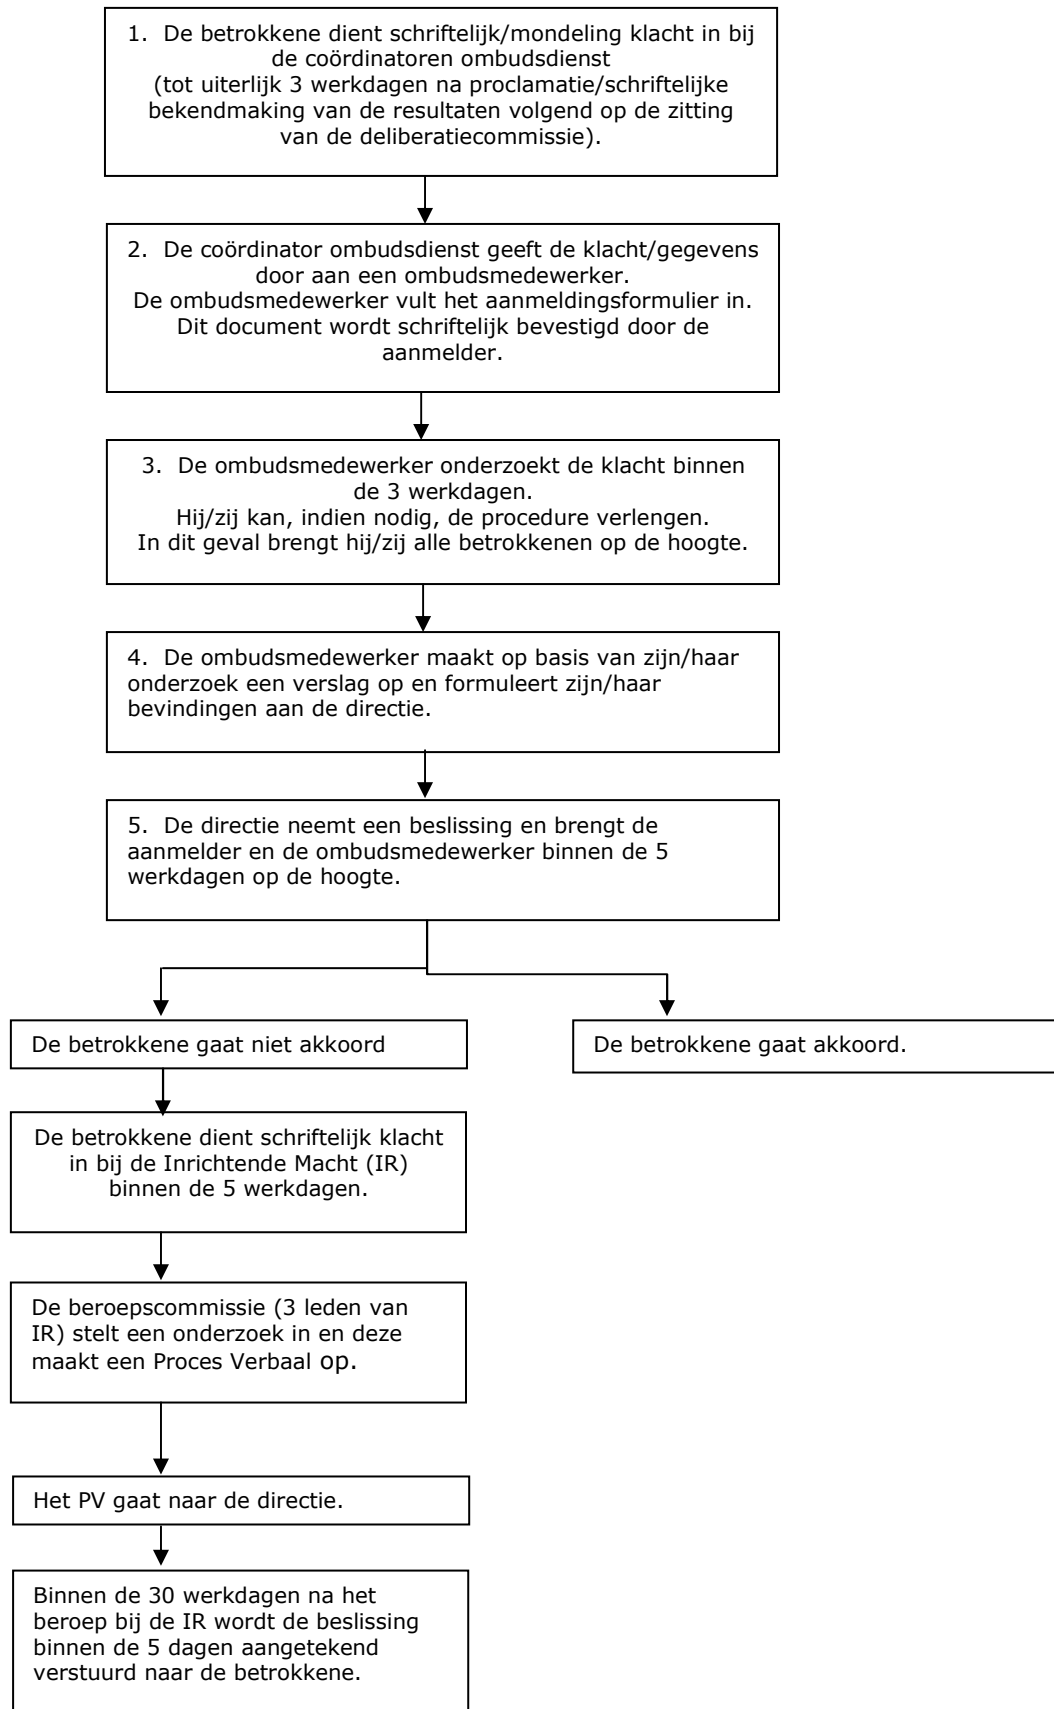 1. De betrokkene dient schriftelijk/mondeling klacht in bij
de coördinatoren ombudsdienst
(tot uiterlijk 3 werkdagen na proclamatie/schriftelijke
bekendmaking van de resultaten volgend op de zitting
van de deliberatiecommissie).
2. De coördinator ombudsdienst geeft de klacht/gegevens
door aan een ombudsmedewerker.
De ombudsmedewerker vult het aanmeldingsformulier in.
Dit document wordt schriftelijk bevestigd door de
aanmelder.
3. De ombudsmedewerker onderzoekt de klacht binnen
de 3 werkdagen.
Hij/zij kan, indien nodig, de procedure verlengen.
In dit geval brengt hij/zij alle betrokkenen op de hoogte.
4. De ombudsmedewerker maakt op basis van zijn/haar
onderzoek een verslag op en formuleert zijn/haar
bevindingen aan de directie.
5. De directie neemt een beslissing en brengt de
aanmelder en de ombudsmedewerker binnen de 5
werkdagen op de hoogte.
De betrokkene gaat niet akkoord
De betrokkene gaat akkoord.
De betrokkene dient schriftelijk klacht
in bij de Inrichtende Macht (IR)
binnen de 5 werkdagen.
De beroepscommissie (3 leden van
IR) stelt een onderzoek in en deze
maakt een Proces Verbaal op.
Het PV gaat naar de directie.
Binnen de 30 werkdagen na het
beroep bij de IR wordt de beslissing
binnen de 5 dagen aangetekend
verstuurd naar de betrokkene.